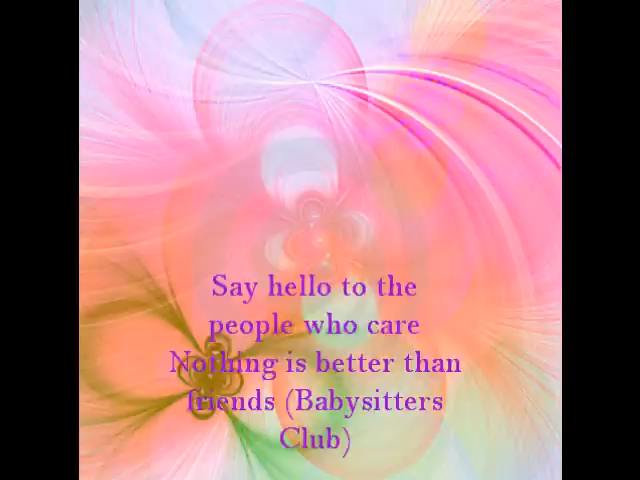 Say hello to the
people who care
Nothing is better than
friends (Babysitters
Club)